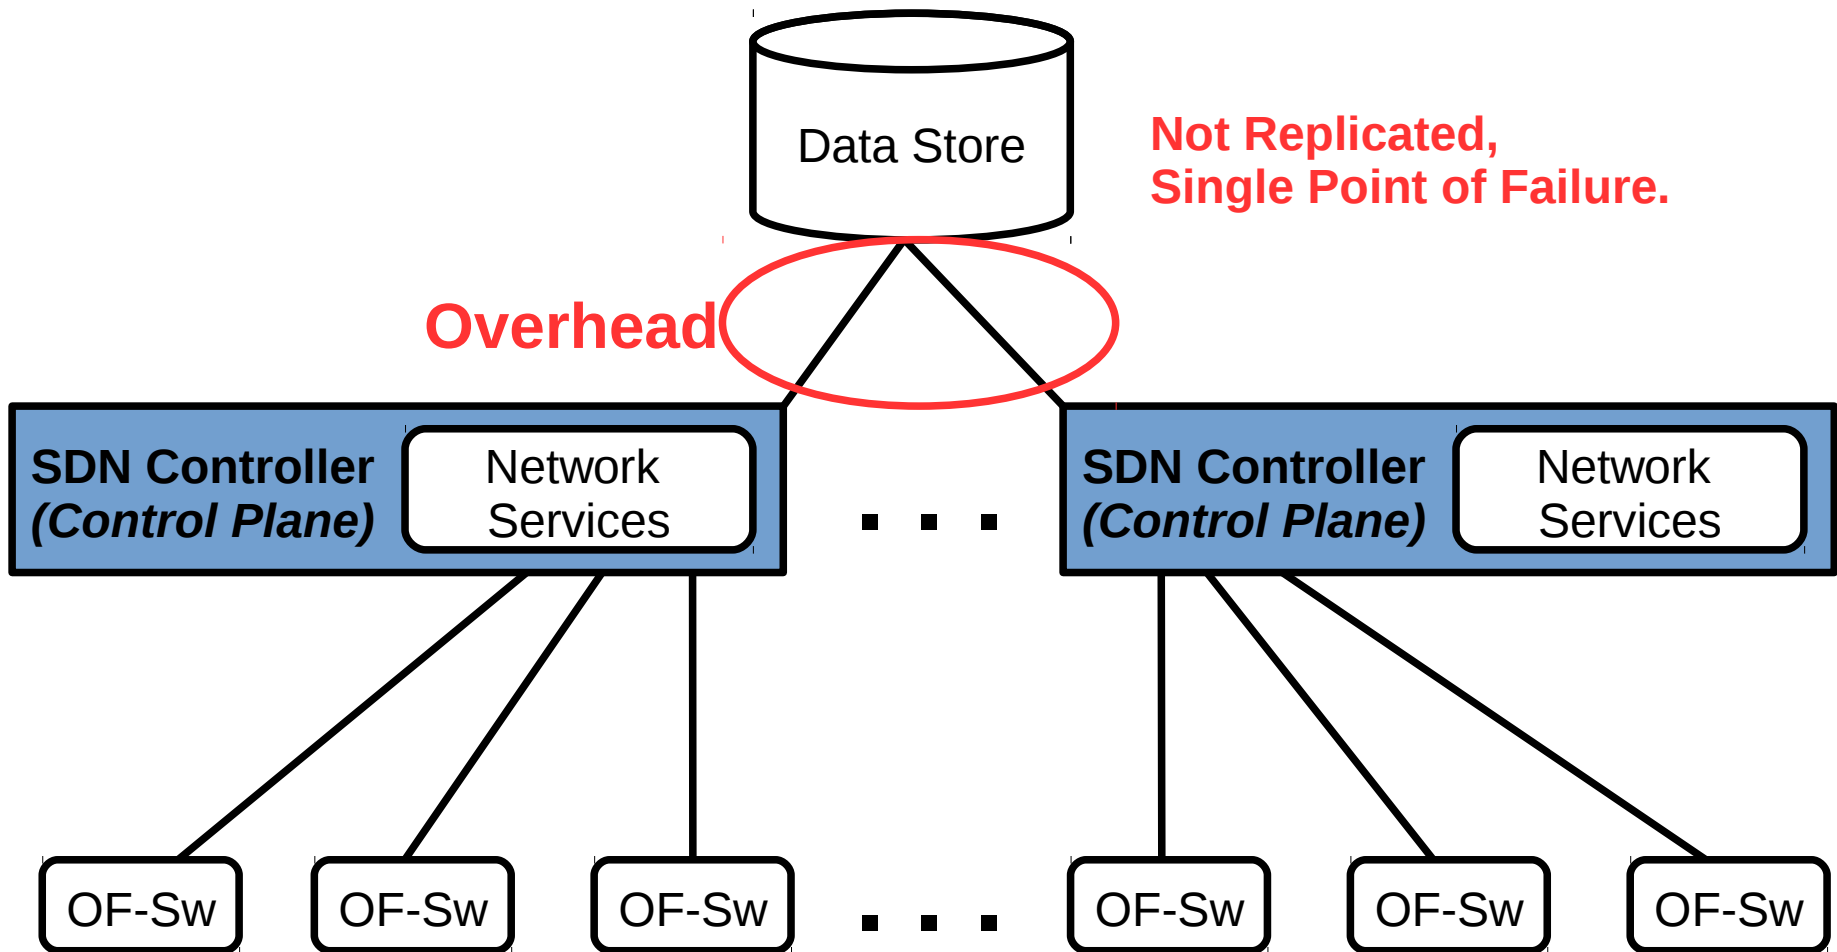 Data Store
Not Replicated,
Single Point of Failure.
Overhead
SDN Controller
(Control Plane)
Network
Services
. . .
SDN Controller
(Control Plane)
Network
Services
OF-Sw
OF-Sw
OF-Sw
. . .
OF-Sw
OF-Sw
OF-Sw